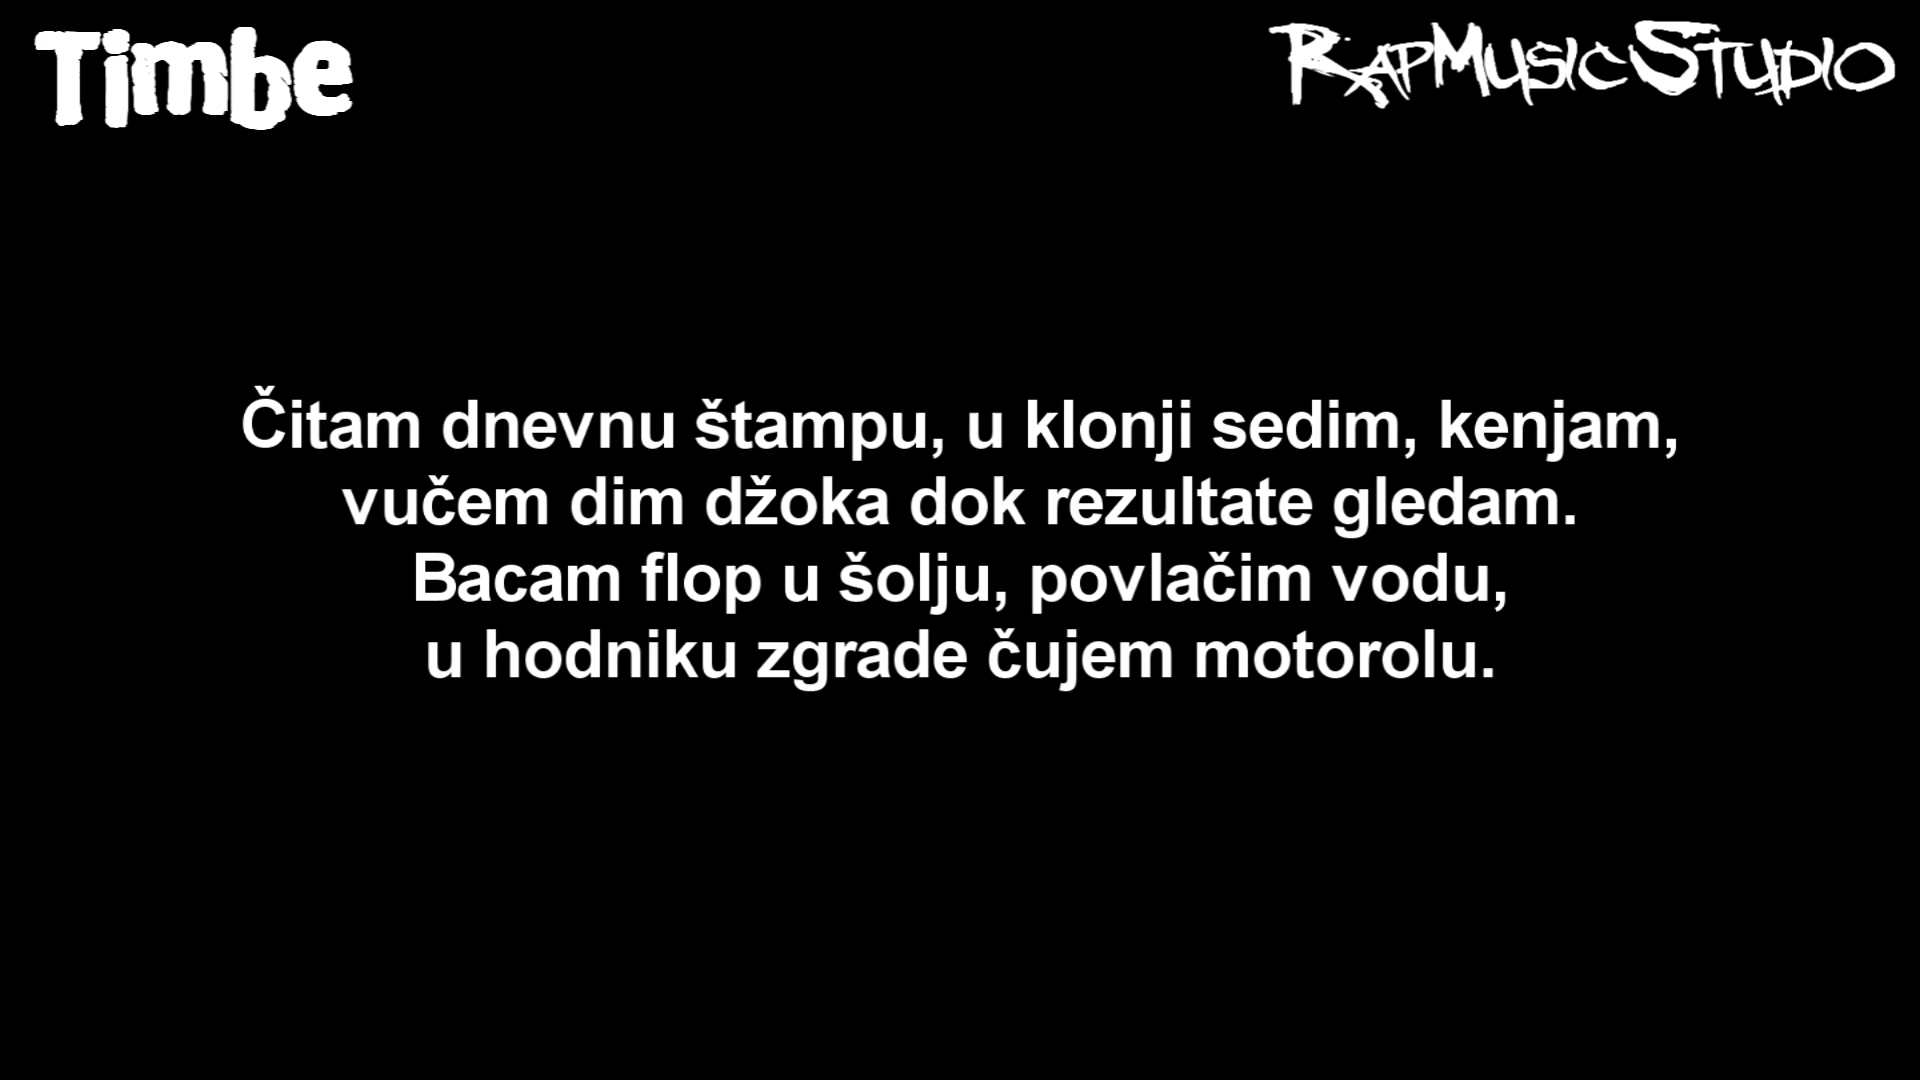 Timbe
RapMusicStudio
Čitam dnevnu štampu, u klonji sedim, kenjam,
vučem dim džoka dok rezultate gledam.
Bacam flop u šolju, povlačim vodu,
u hodniku zgrade čujem motorolu.